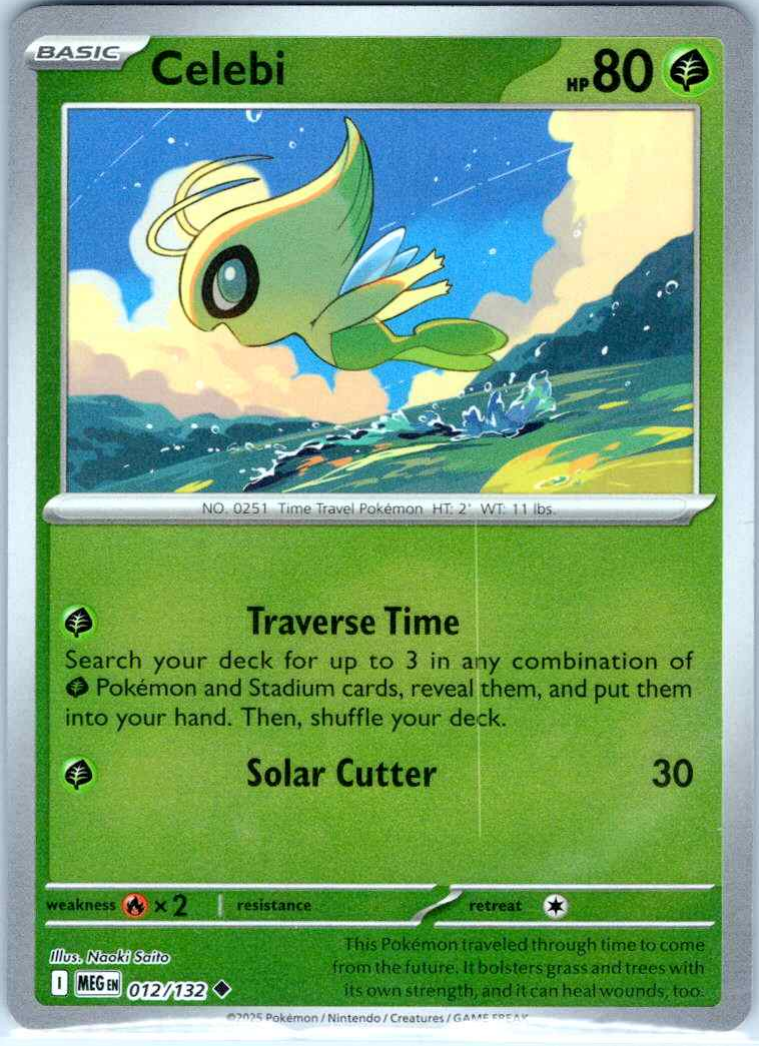 BASIC Celebi HP 80
NO. 0251 Time Travel Pokémon HT: 2' WT: 11 lbs.
Traverse Time
Search your deck for up to 3 in any combination of
Pokémon and Stadium cards, reveal them, and put them
into your hand. Then, shuffle your deck.
Solar Cutter 30
weakness × 2 resistance retreat
Illus. Naoki Saito
I MEG EN 012/132
This Pokémon traveled through time to come
from the future. It bolsters grass and trees with
its own strength, and it can heal wounds, too.
©2025 Pokémon / Nintendo / Creatures / GAME FREAK